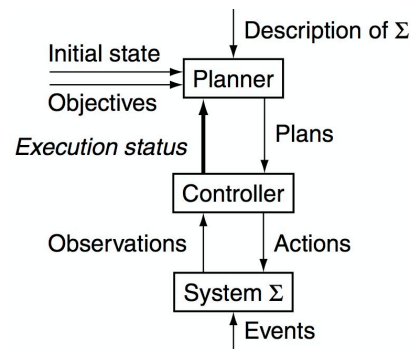 Description of Σ
Initial state
Planner
Objectives
Execution status
Plans
Controller
Observations
Actions
System Σ
Events